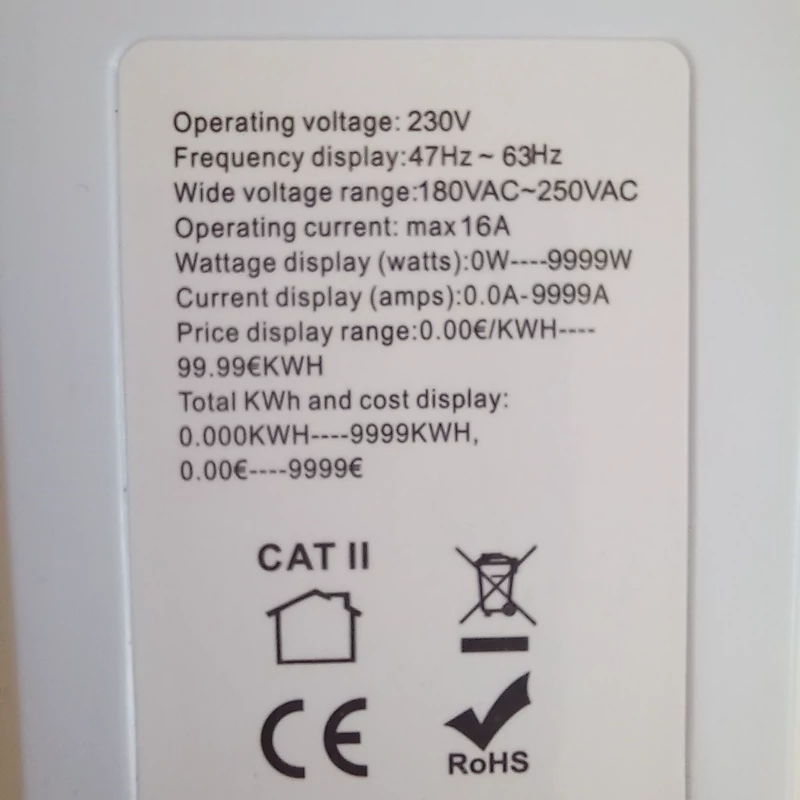 Operating voltage: 230V
Frequency display:47Hz ~ 63Hz
Wide voltage range:180VAC~250VAC
Operating current: max 16A
Wattage display (watts):0W----9999W
Current display (amps):0.0A-9999A
Price display range:0.00€/KWH----
99.99€KWH
Total KWh and cost display:
0.000KWH----9999KWH,
0.00€----9999€
CAT II
CE
RoHS